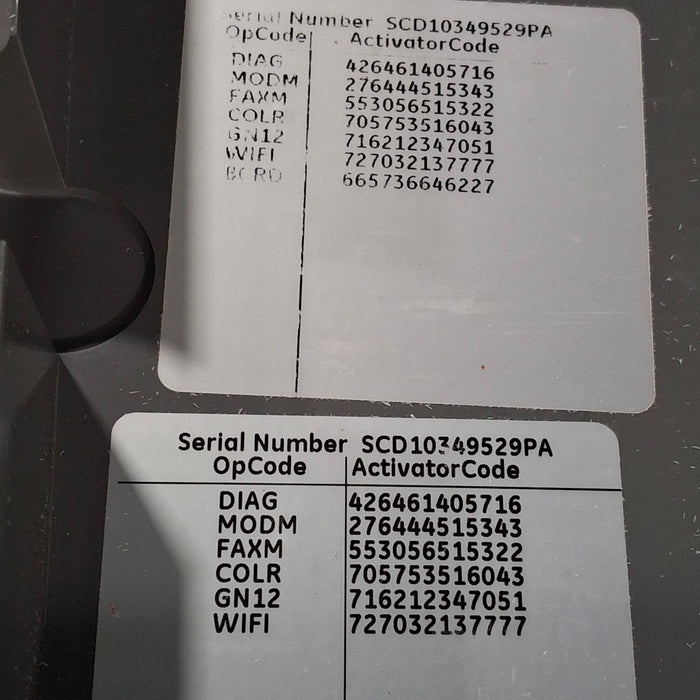 Serial Number SCD10349529PA
OpCode ActivatorCode
DIAG 426461405716
MODM 276444515343
FAXM 553056515322
COLR 705753516043
GN12 716212347051
WIFI 727032137777
BCRD 665736646227
Serial Number SCD10349529PA
OpCode ActivatorCode
DIAG 426461405716
MODM 276444515343
FAXM 553056515322
COLR 705753516043
GN12 716212347051
WIFI 727032137777